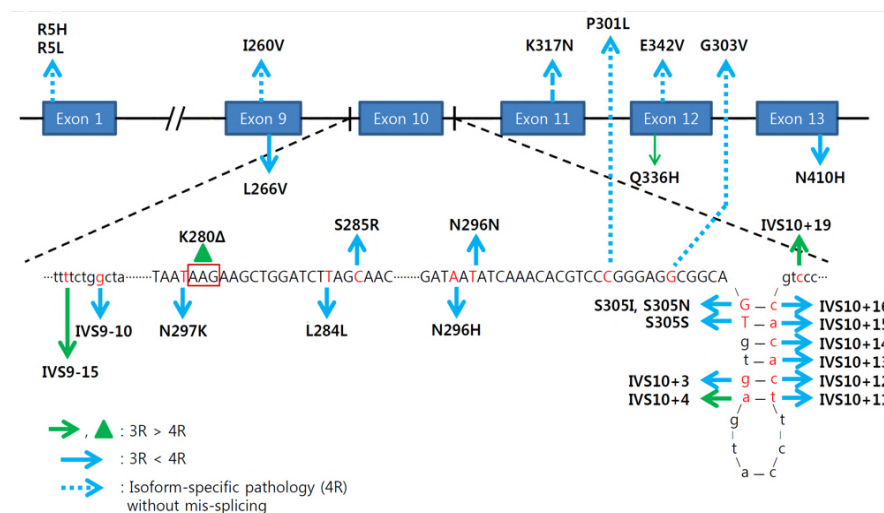 R5H
R5L
I260V
K317N
P301L
E342V
G303V
Exon 1
Exon 9
Exon 10
Exon 11
Exon 12
Exon 13
L266V
Q336H
N410H
K280Δ
S285R
N296N
IVS10+19
···ttttctggcta········TAATAAGAAGCTGGATCTTAGCAAC········GATAATATCAAACACGTCCCGGGAGGCGGCA
gtccc···
IVS9-10
IVS9-15
N297K
L284L
N296H
S305I, S305N
G – c
IVS10+16
S305S
T – a
IVS10+15
g c
IVS10+14
t a
IVS10+13
IVS10+3
g – c
IVS10+12
IVS10+4
a – t
IVS10+11
g t
t c
a – c
, : 3R > 4R
: 3R < 4R
: Isoform-specific pathology (4R)
without mis-splicing